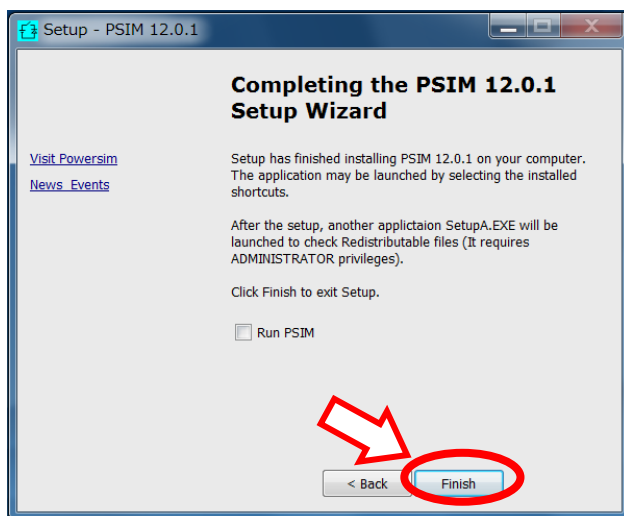 Setup - PSIM 12.0.1
Completing the PSIM 12.0.1
Setup Wizard
Visit Powersim
News Events
Setup has finished installing PSIM 12.0.1 on your computer.
The application may be launched by selecting the installed
shortcuts.
After the setup, another applictaion SetupA.EXE will be
launched to check Redistributable files (It requires
ADMINISTRATOR privileges).
Click Finish to exit Setup.
Run PSIM
< Back
Finish